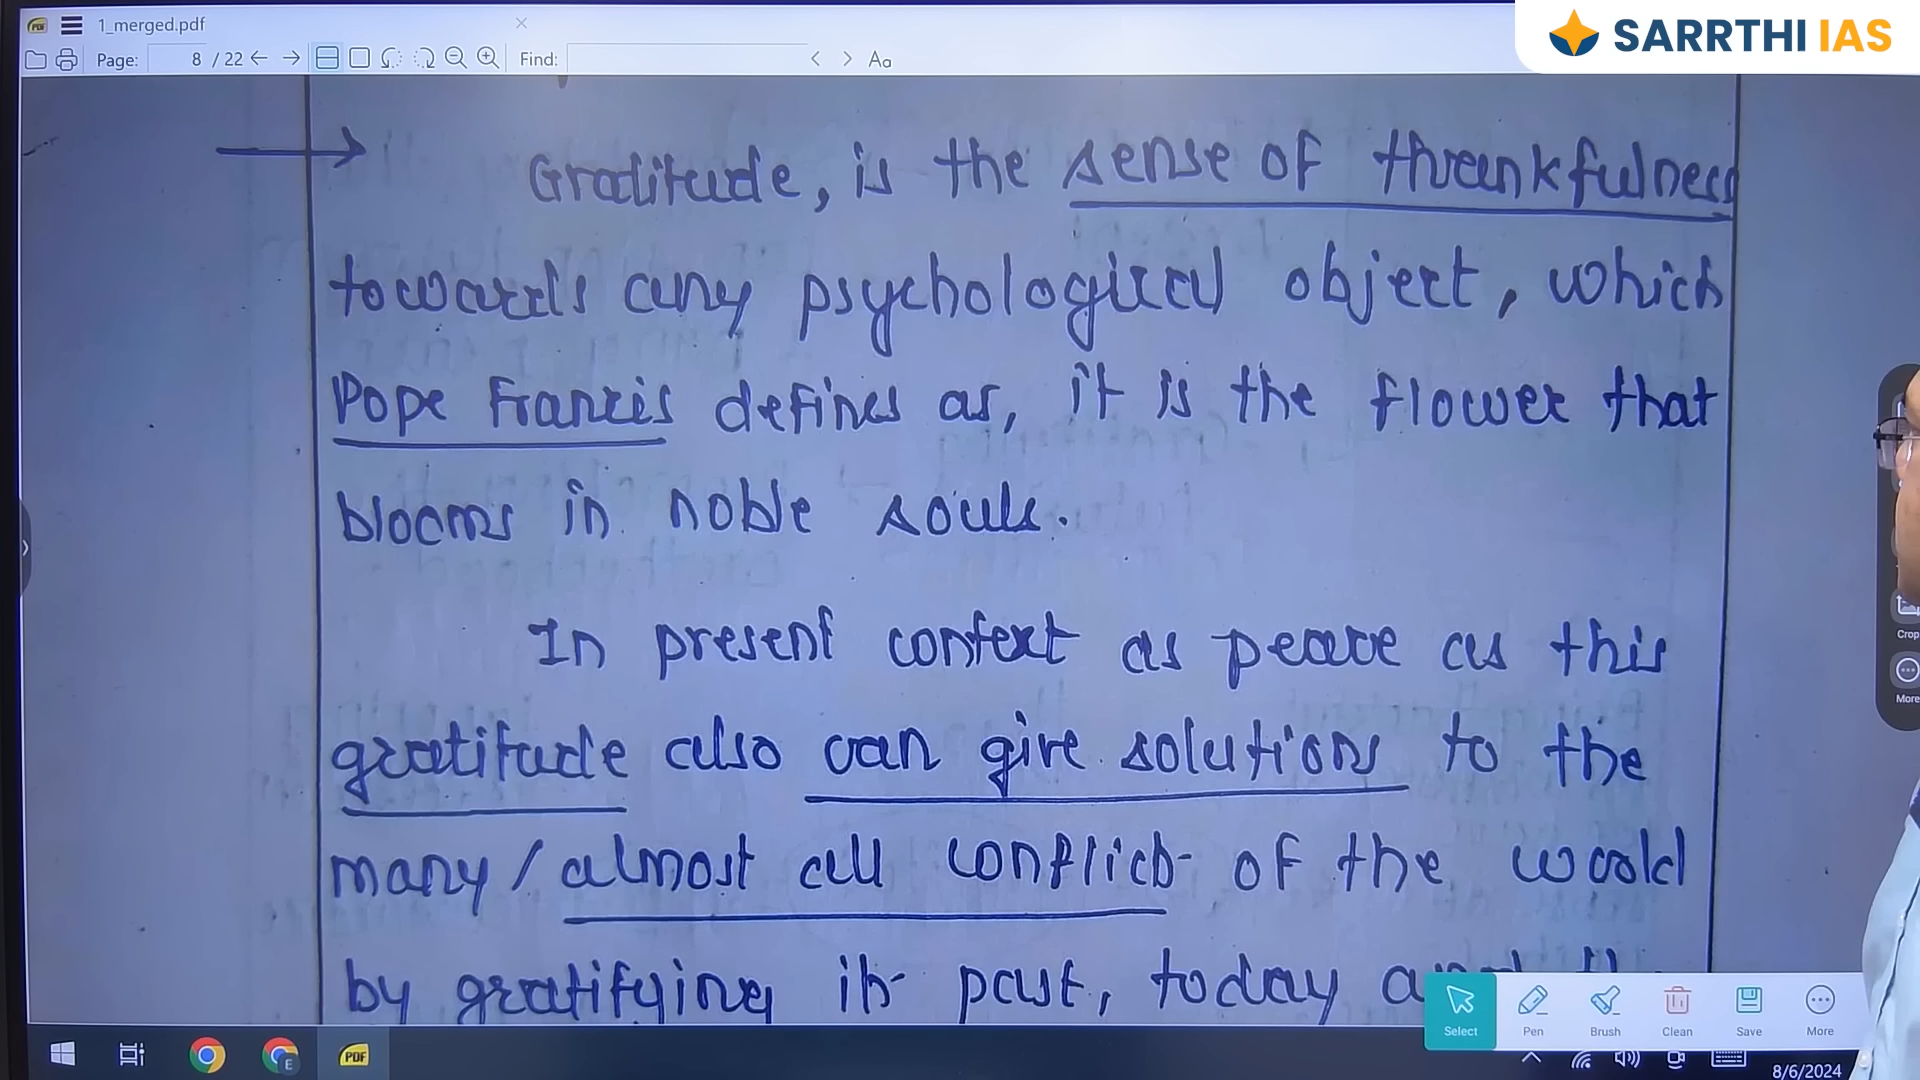 1_merged.pdf
SARRTHI IAS
Page: 8 / 22 Find: Aa
Gratitude, is the sense of thankfulness
towards any psychological object, which
Pope Francis defines as, it is the flower that
blooms in noble souls.
In present context as peace as this
gratitude also can give solutions to the
many / almost all conflicts of the world
by gratifying its past, today
Crop
More
Select Pen Brush Clean Save More
PDF
8/6/2024